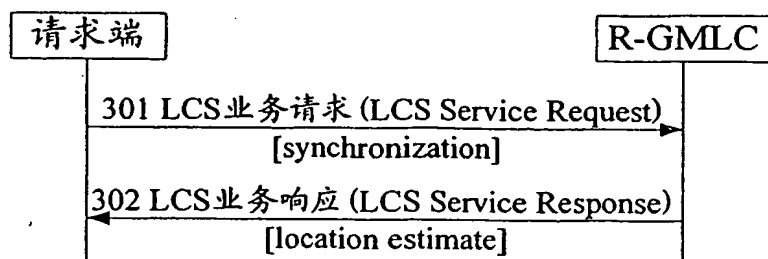 请求端
R-GMLC
301 LCS业务请求(LCS Service Request)
[synchronization]
302 LCS业务响应(LCS Service Response)
[location estimate]